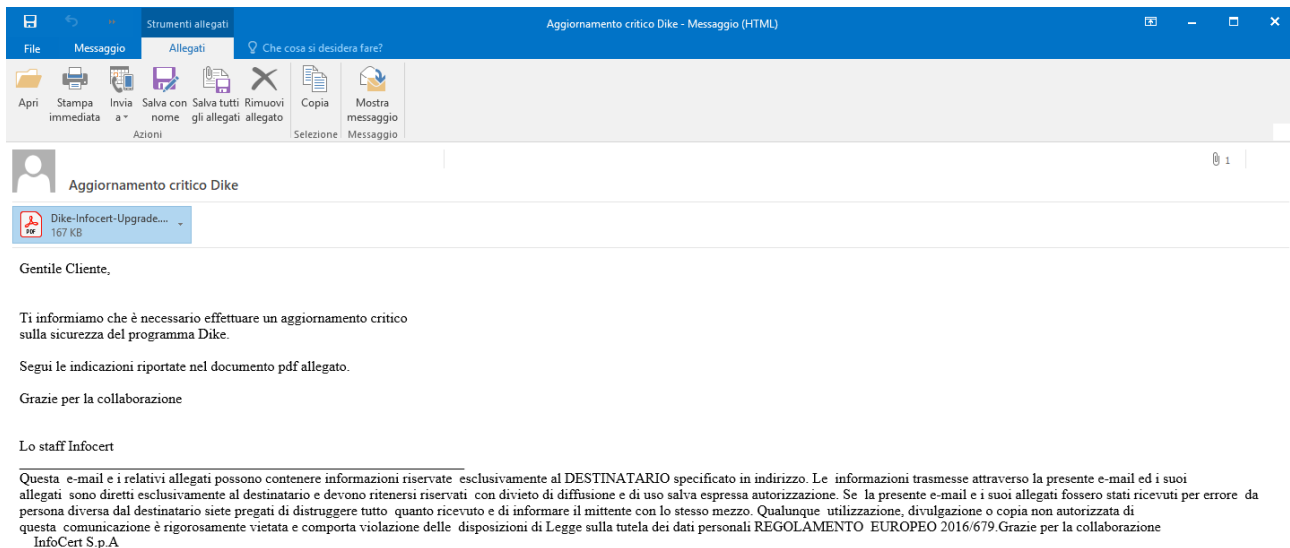 Strumenti allegati
Aggiornamento critico Dike - Messaggio (HTML)
File Messaggio Allegati Che cosa si desidera fare?
Apri Stampa immediata Invia a Salva con nome Salva tutti gli allegati Rimuovi allegato Copia Mostra messaggio
Azioni Selezione Messaggio
1
Aggiornamento critico Dike
PDF
Dike-Infocert-Upgrade....
167 KB
Gentile Cliente,
Ti informiamo che è necessario effettuare un aggiornamento critico
sulla sicurezza del programma Dike.
Segui le indicazioni riportate nel documento pdf allegato.
Grazie per la collaborazione
Lo staff Infocert
Questa e-mail e i relativi allegati possono contenere informazioni riservate esclusivamente al DESTINATARIO specificato in indirizzo. Le informazioni trasmesse attraverso la presente e-mail ed i suoi
allegati sono diretti esclusivamente al destinatario e devono ritenersi riservati con divieto di diffusione e di uso salva espressa autorizzazione. Se la presente e-mail e i suoi allegati fossero stati ricevuti per errore da
persona diversa dal destinatario siete pregati di distruggere tutto quanto ricevuto e di informare il mittente con lo stesso mezzo. Qualunque utilizzazione, divulgazione o copia non autorizzata di
questa comunicazione è rigorosamente vietata e comporta violazione delle disposizioni di Legge sulla tutela dei dati personali REGOLAMENTO EUROPEO 2016/679.Grazie per la collaborazione
InfoCert S.p.A